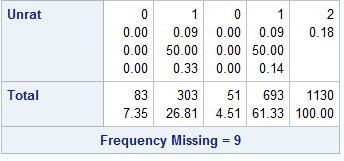 Unrat 0 1 0 1 2
0.00 0.09 0.00 0.09 0.18
0.00 50.00 0.00 50.00
0.00 0.33 0.00 0.14
Total 83 303 51 693 1130
7.35 26.81 4.51 61.33 100.00
Frequency Missing = 9